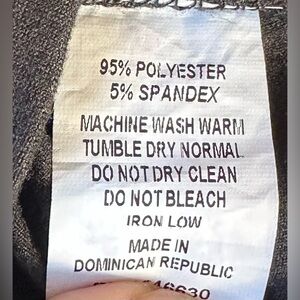 95% POLYESTER
5% SPANDEX
MACHINE WASH WARM
TUMBLE DRY NORMAL
DO NOT DRY CLEAN
DO NOT BLEACH
IRON LOW
MADE IN
DOMINICAN REPUBLIC